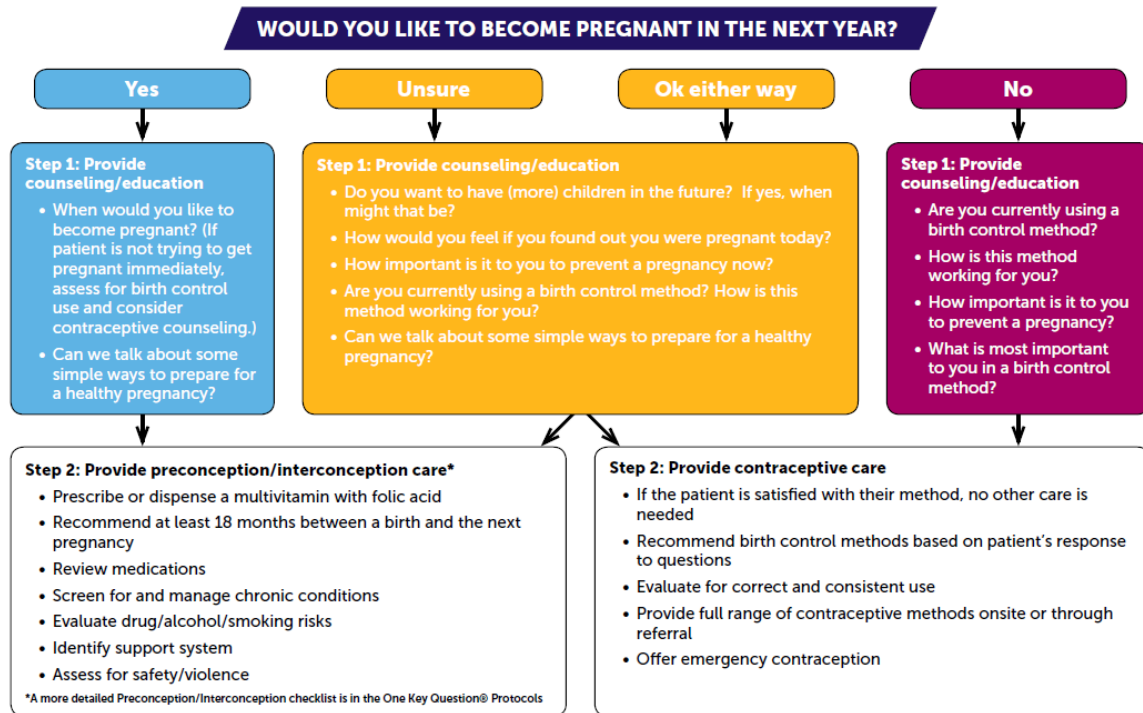 WOULD YOU LIKE TO BECOME PREGNANT IN THE NEXT YEAR?
Yes
Unsure
Ok either way
No
Step 1: Provide
counseling/education
• When would you like to
become pregnant? (If
patient is not trying to get
pregnant immediately,
assess for birth control
use and consider
contraceptive counseling.)
• Can we talk about some
simple ways to prepare for
a healthy pregnancy?
Step 1: Provide counseling/education
• Do you want to have (more) children in the future?  If yes, when
might that be?
• How would you feel if you found out you were pregnant today?
• How important is it to you to prevent a pregnancy now?
• Are you currently using a birth control method? How is this
method working for you?
• Can we talk about some simple ways to prepare for a healthy
pregnancy?
Step 1: Provide
counseling/education
• Are you currently using a
birth control method?
• How is this method
working for you?
• How important is it to you
to prevent a pregnancy?
• What is most important
to you in a birth control
method?
Step 2: Provide preconception/interconception care*
• Prescribe or dispense a multivitamin with folic acid
• Recommend at least 18 months between a birth and the next
pregnancy
• Review medications
• Screen for and manage chronic conditions
• Evaluate drug/alcohol/smoking risks
• Identify support system
• Assess for safety/violence
*A more detailed Preconception/Interconception checklist is in the One Key Question® Protocols
Step 2: Provide contraceptive care
• If the patient is satisfied with their method, no other care is
needed
• Recommend birth control methods based on patient's response
to questions
• Evaluate for correct and consistent use
• Provide full range of contraceptive methods onsite or through
referral
• Offer emergency contraception